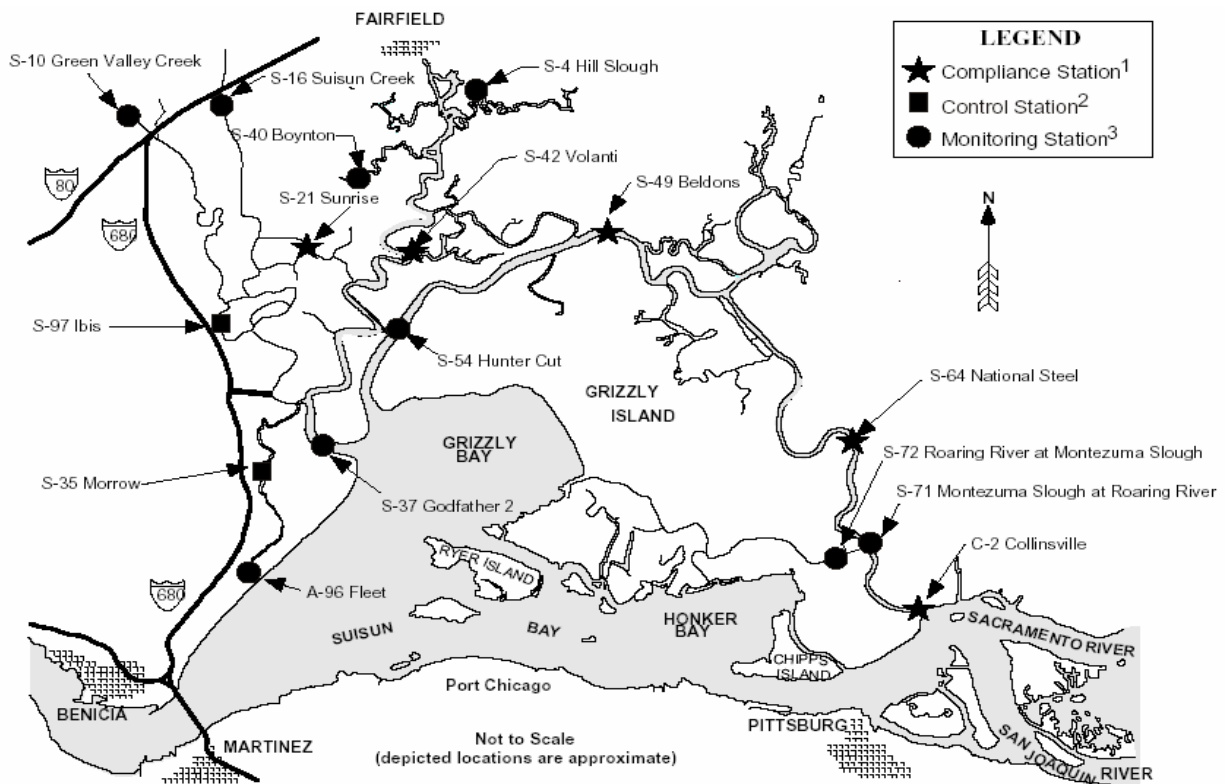 FAIRFIELD
LEGEND
Compliance Station1
Control Station2
Monitoring Station3
S-10 Green Valley Creek
S-16 Suisun Creek
S-4 Hill Slough
S-40 Boynton
S-42 Volanti
S-49 Beldons
80
S-21 Sunrise
N
680
S-97 Ibis
S-54 Hunter Cut
S-64 National Steel
GRIZZLY
ISLAND
GRIZZLY
BAY
S-72 Roaring River at Montezuma Slough
S-35 Morrow
S-71 Montezuma Slough at Roaring River
S-37 Godfather 2
C-2 Collinsville
RYER ISLAND
680
A-96 Fleet
SUISUN BAY
HONKER
BAY
SACRAMENTO RIVER
CHIPPS
ISLAND
Port Chicago
BENICIA
PITTSBURG
MARTINEZ
Not to Scale
(depicted locations are approximate)
SAN JOAQUIN RIVER